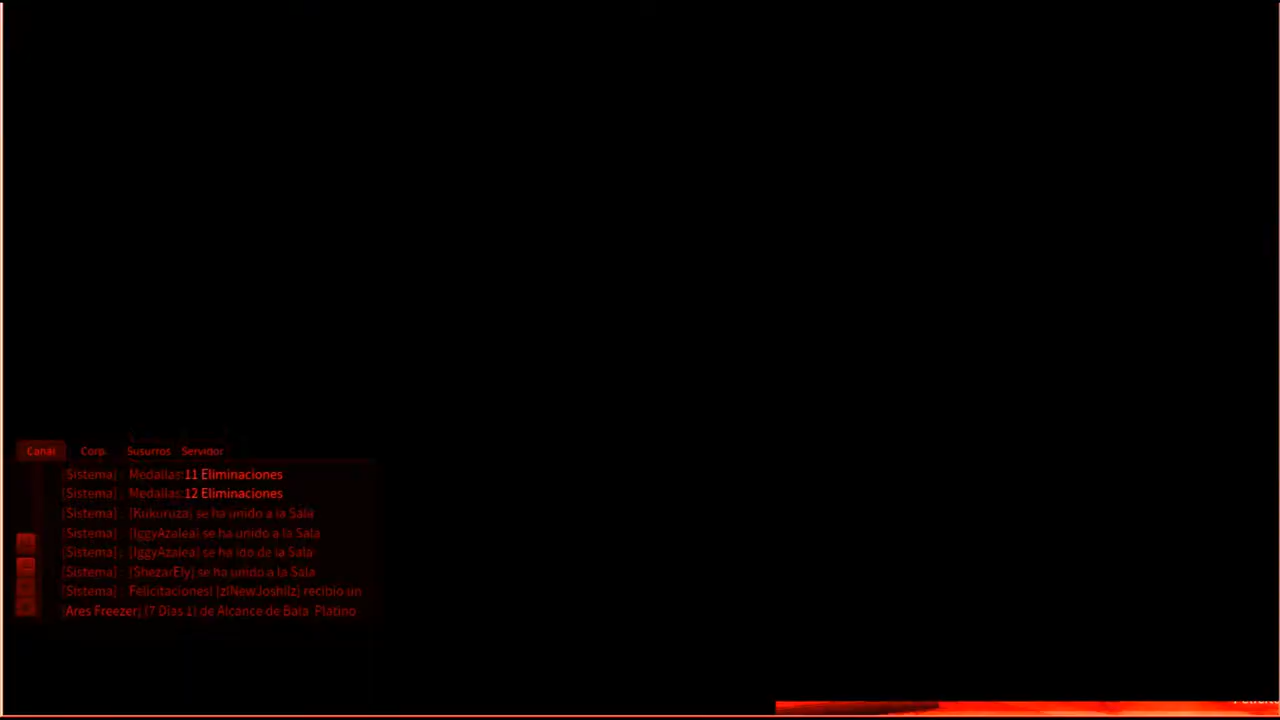 Canal Corp. Susurros Servidor
[Sistema] : Medallas:11 Eliminaciones
[Sistema] : Medallas:12 Eliminaciones
[Sistema] : [Kukuruza] se ha unido a la Sala
[Sistema] : [IggyAzalea] se ha unido a la Sala
[Sistema] : [IggyAzalea] se ha ido de la Sala
[Sistema] : [ShezarEly] se ha unido a la Sala
[Sistema] : Felicitaciones! [ziNewJoshilz] recibio un
[Ares Freezer] (7 Dias 1) de Alcance de Bala Platino